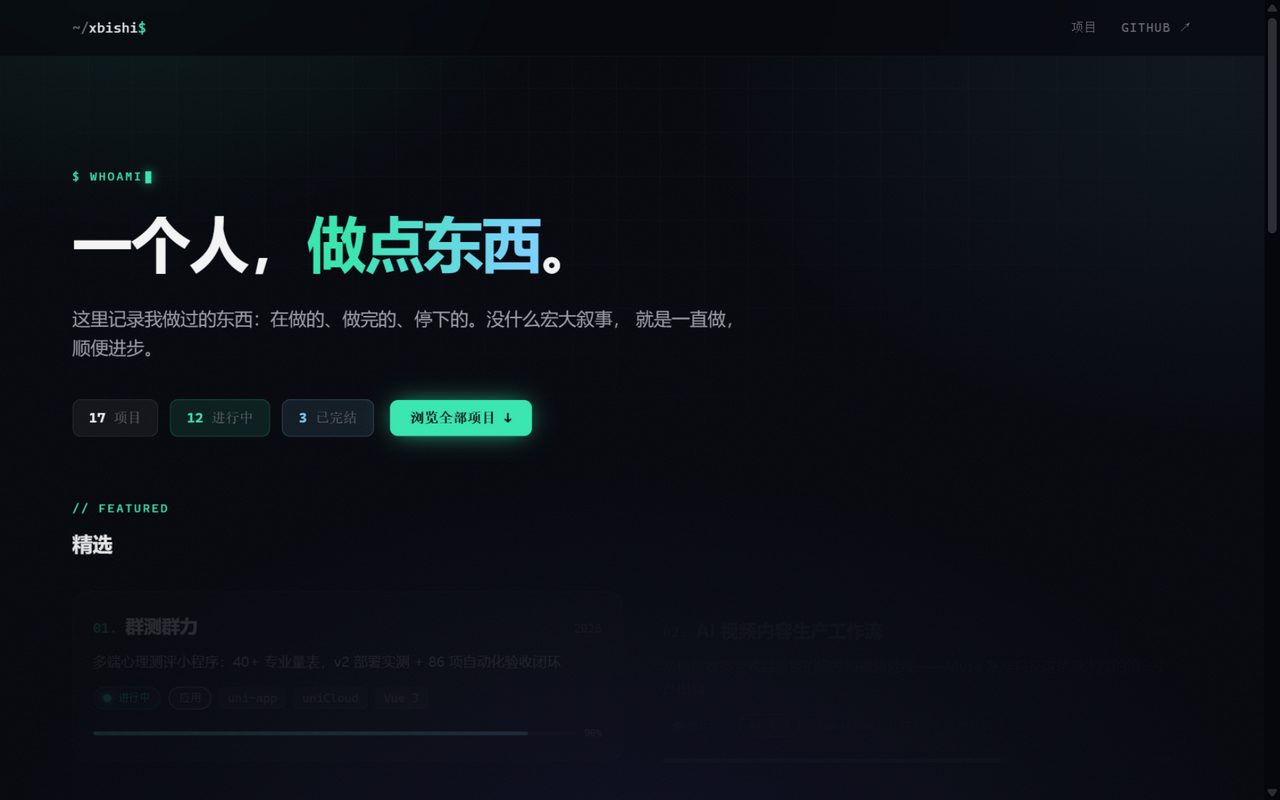 ~/xbishi$
项目
GITHUB ↗
$ WHOAMI
一个人，做点东西。
这里记录我做过的东西：在做的、做完的、停下的。没什么宏大叙事， 就是一直做，
顺便进步。
17 项目
12 进行中
3 已完结
浏览全部项目 ↓
// FEATURED
精选
01. 群测群力
2026
多端心理测评小程序：40+ 专业量表，v2 部署实测 + 86 项自动化验收闭环
进行中
应用
uni-app
uniCloud
Vue 3
AI 视频内容生产工作流